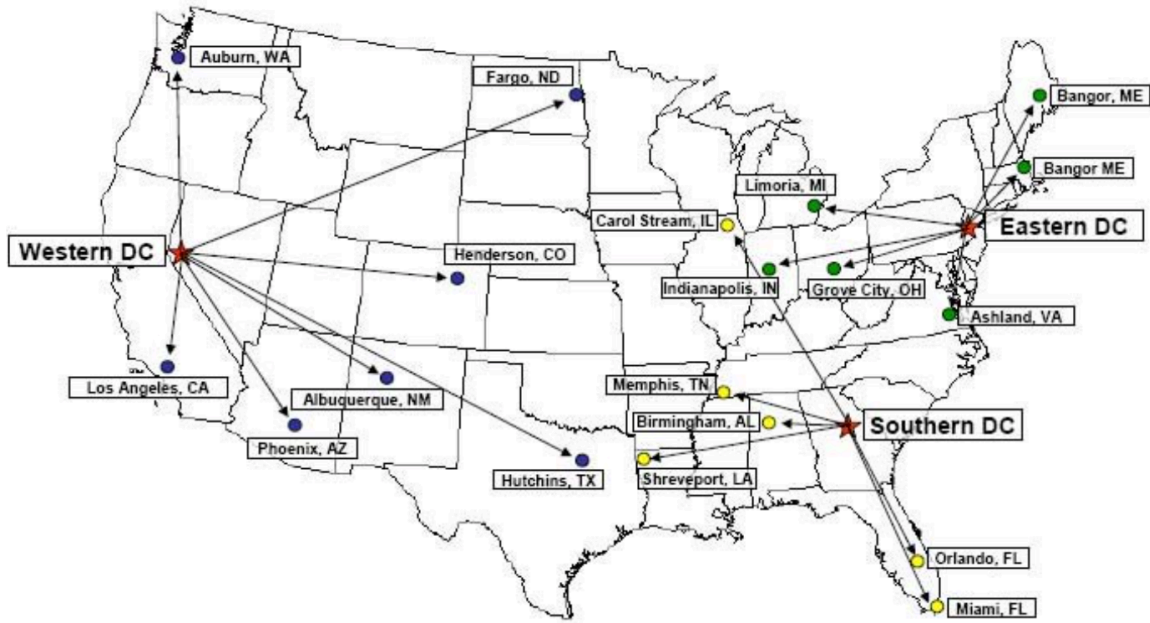 Auburn, WA
Fargo, ND
Bangor, ME
Bangor ME
Limoria, MI
Carol Stream, IL
Eastern DC
Western DC
Henderson, CO
Indianapolis, IN
Grove City, OH
Ashland, VA
Los Angeles, CA
Albuquerque, NM
Memphis, TN
Birmingham, AL
Southern DC
Phoenix, AZ
Hutchins, TX
Shreveport, LA
Orlando, FL
Miami, FL